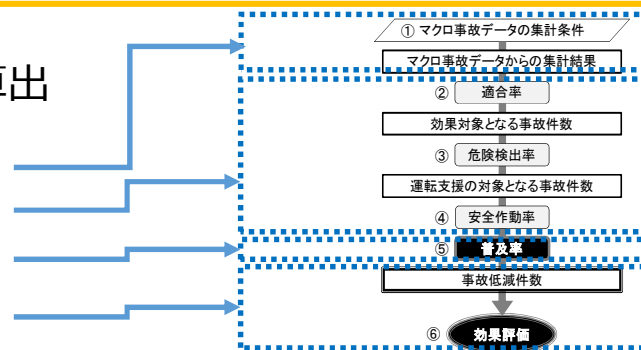 算出
① マクロ事故データの集計条件
マクロ事故データからの集計結果
② 適合率
効果対象となる事故件数
③ 危険検出率
運転支援の対象となる事故件数
④ 安全作動率
⑤ 普及率
事故低減件数
⑥ 効果評価